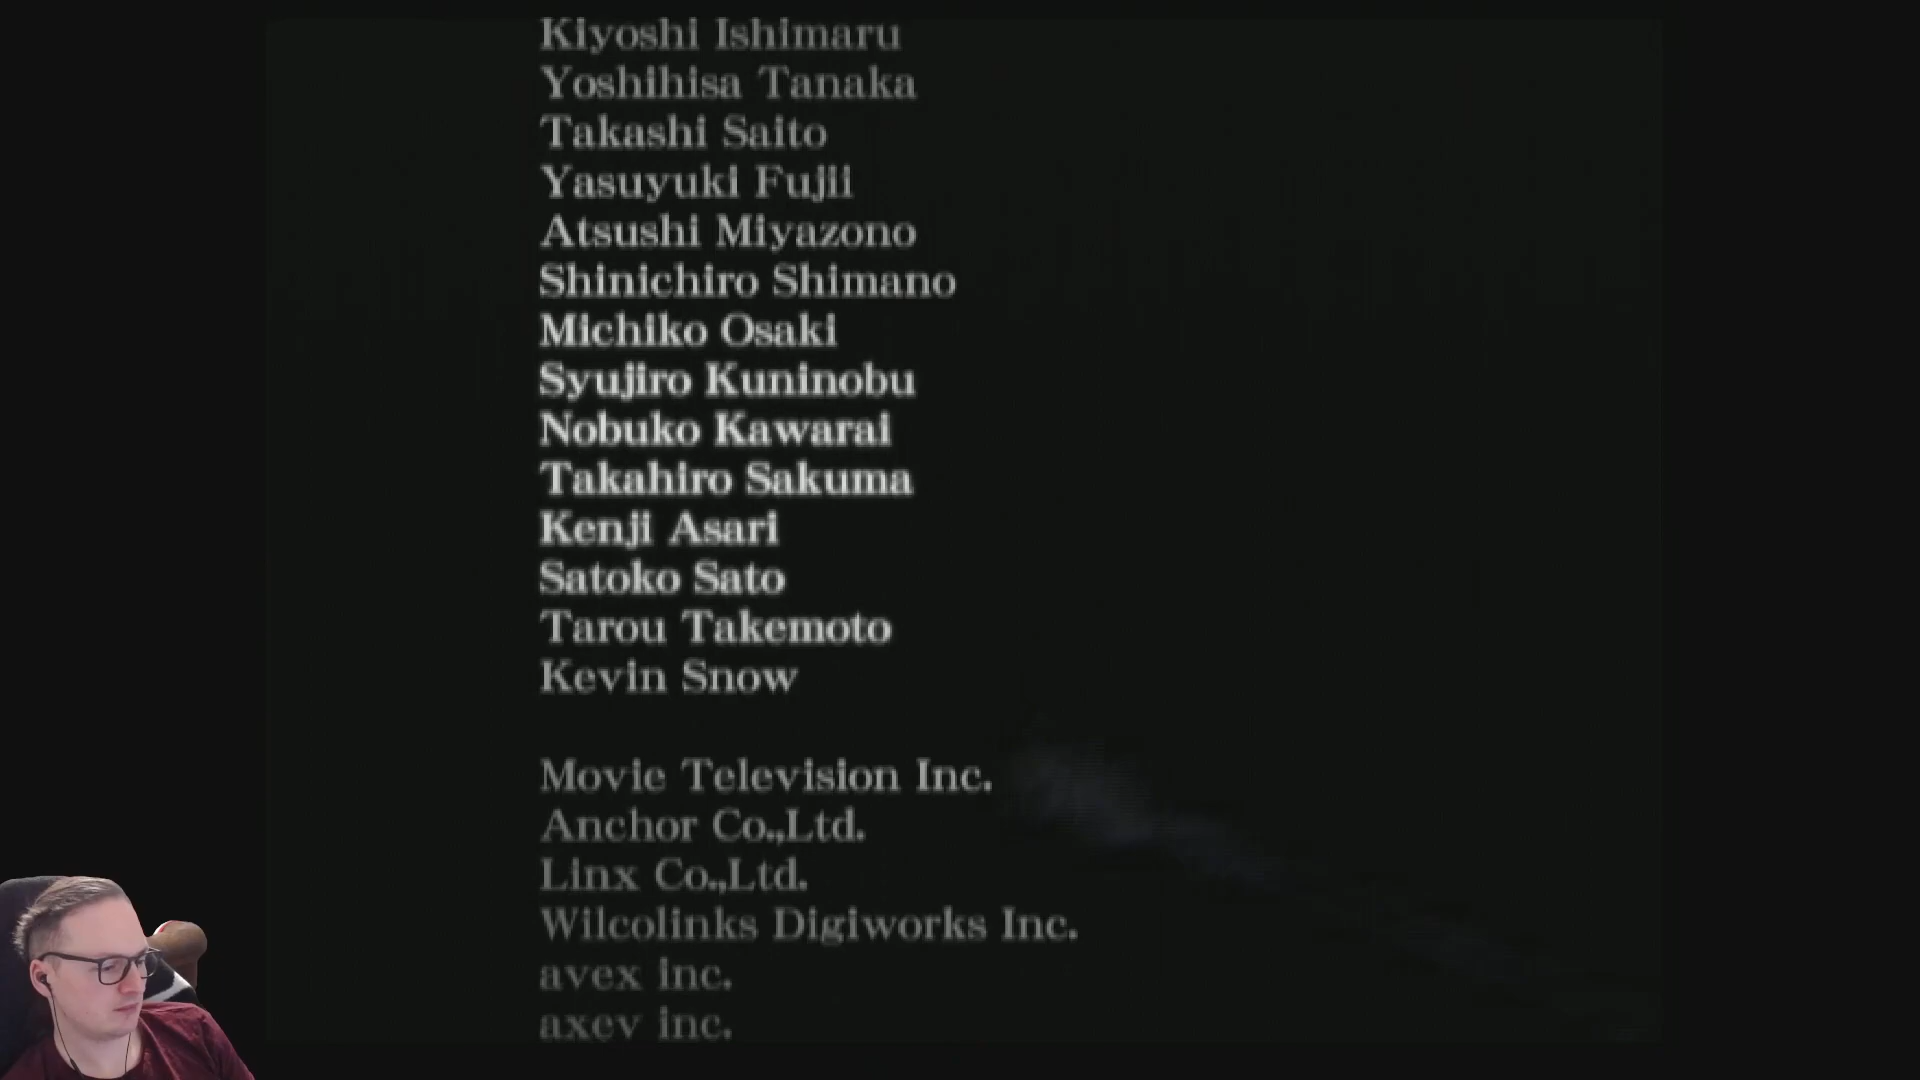 Kiyoshi Ishimaru
Yoshihisa Tanaka
Takashi Saito
Yasuyuki Fujii
Atsushi Miyazono
Shinichiro Shimano
Michiko Osaki
Syujiro Kuninobu
Nobuko Kawarai
Takahiro Sakuma
Kenji Asari
Satoko Sato
Tarou Takemoto
Kevin Snow
Movie Television Inc.
Anchor Co.,Ltd.
Linx Co.,Ltd.
Wilcolinks Digiworks Inc.
avex inc.
axev inc.